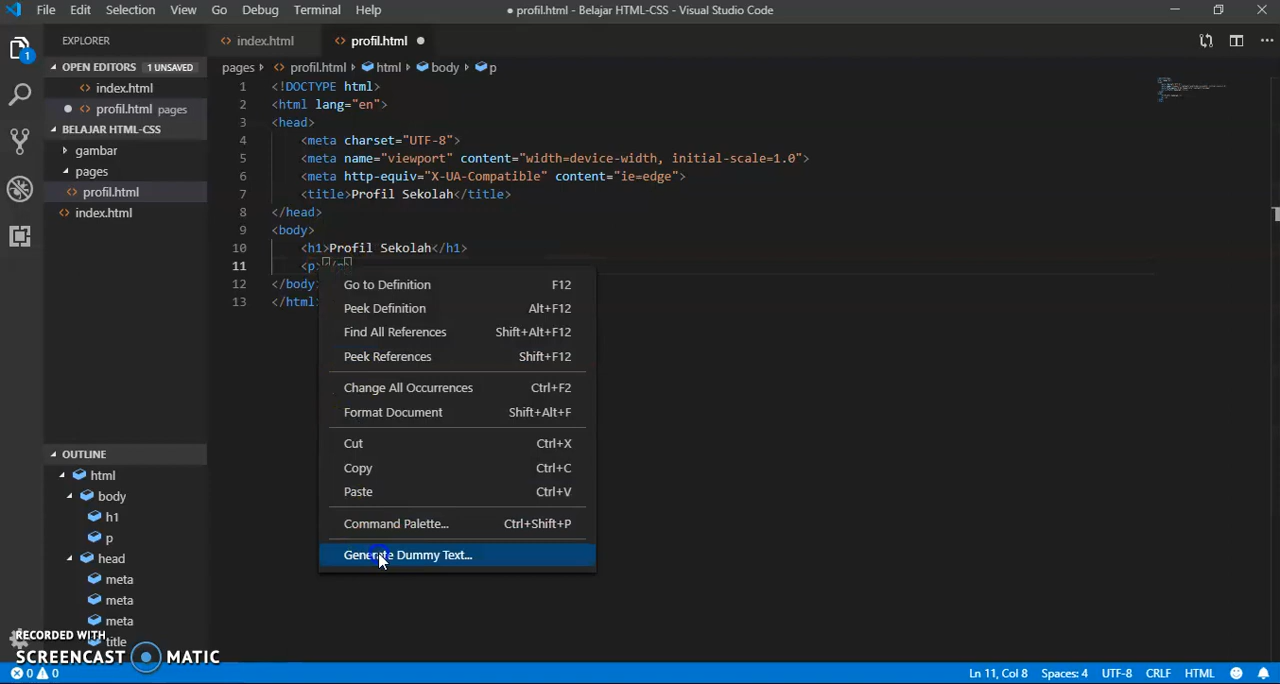 File Edit Selection View Go Debug Terminal Help
● profil.html - Belajar HTML-CSS - Visual Studio Code
EXPLORER
OPEN EDITORS 1 UNSAVED
index.html
profil.html pages
BELAJAR HTML-CSS
gambar
pages
profil.html
index.html
1
OUTLINE
html
body
h1
p
head
meta
meta
meta
title
index.html
profil.html
pages profil.html html body p
1 <!DOCTYPE html>
2 <html lang="en">
3 <head>
4 <meta charset="UTF-8">
5 <meta name="viewport" content="width=device-width, initial-scale=1.0">
6 <meta http-equiv="X-UA-Compatible" content="ie=edge">
7 <title>Profil Sekolah</title>
8 </head>
9 <body>
10 <h1>Profil Sekolah</h1>
11 <p></p>
12 </body>
13 </html>
Go to Definition F12
Peek Definition Alt+F12
Find All References Shift+Alt+F12
Peek References Shift+F12
Change All Occurrences Ctrl+F2
Format Document Shift+Alt+F
Cut Ctrl+X
Copy Ctrl+C
Paste Ctrl+V
Command Palette... Ctrl+Shift+P
Generate Dummy Text...
RECORDED WITH
SCREENCAST MATIC
0 0
Ln 11, Col 8 Spaces: 4 UTF-8 CRLF HTML